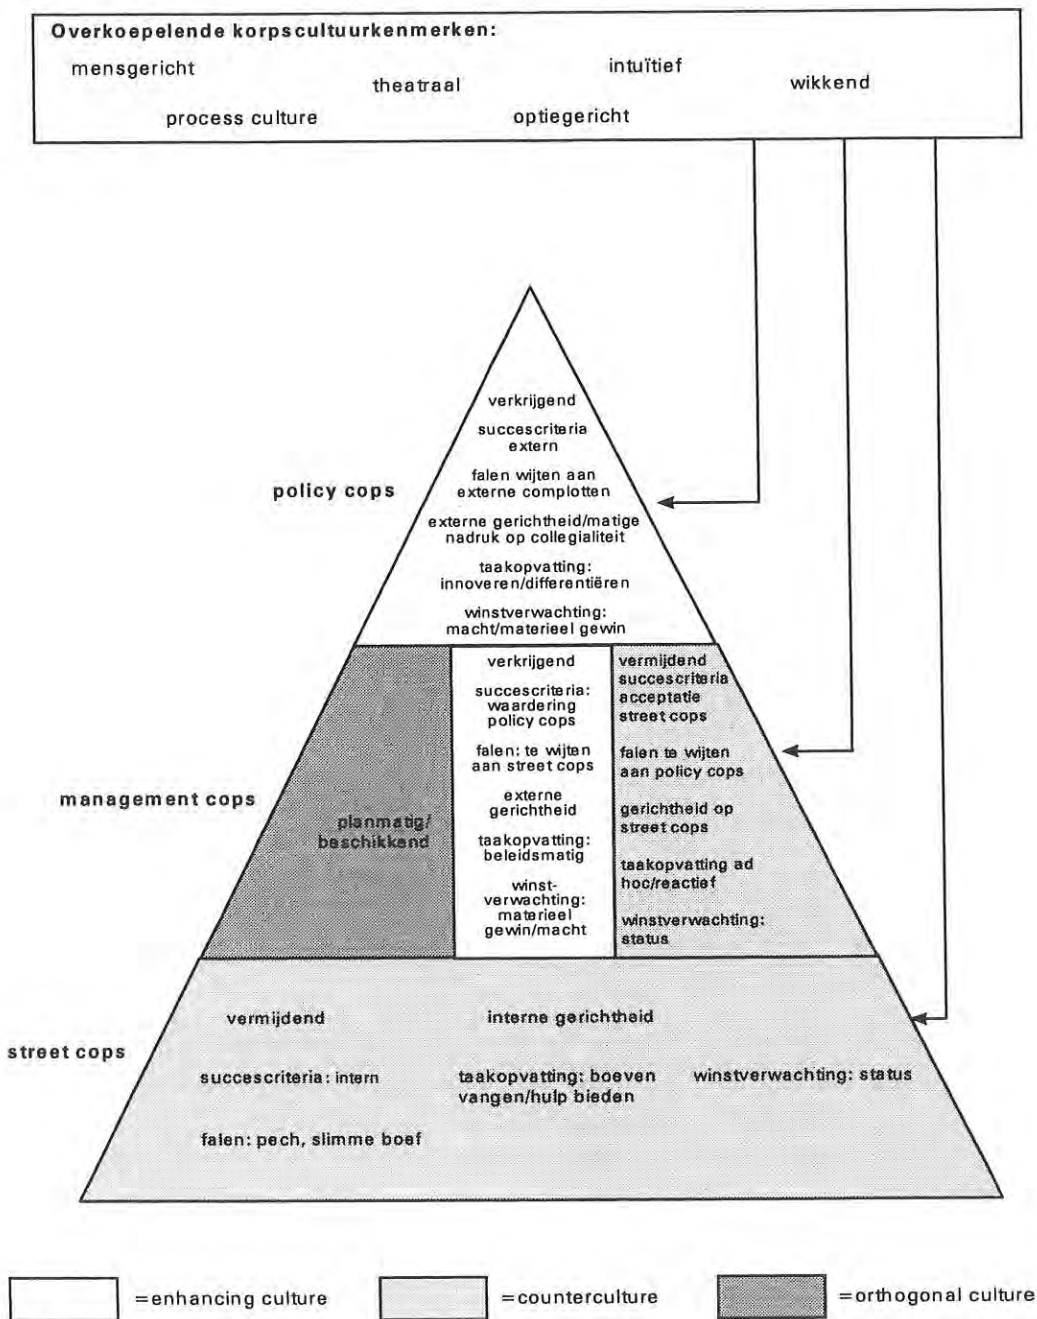 Overkoepelende korpscultuurkenmerken:
mensgericht
theatraal
intuïtief
wikkend
process culture
optiegericht
policy cops
verkrijgend
succescriteria
extern
falen wijten aan
externe complotten
externe gerichtheid/matige
nadruk op collegialiteit
taakopvatting:
innoveren/differentiëren
winstverwachting:
macht/materieel gewin
management cops
planmatig/
beschikkend
verkrijgend
succescriteria:
waardering
policy cops
falen: te wijten
aan street cops
externe
gerichtheid
taakopvatting:
beleidsmatig
winst-
verwachting:
materieel
gewin/macht
vermijdend
succescriteria
acceptatie
street cops
falen te wijten
aan policy cops
gerichtheid op
street cops
taakopvatting ad
hoc/reactief
winstverwachting:
status
street cops
vermijdend
interne gerichtheid
succescriteria: intern
taakopvatting: boeven
vangen/hulp bieden
winstverwachting: status
falen: pech, slimme boef
=enhancing culture
=counterculture
=orthogonal culture